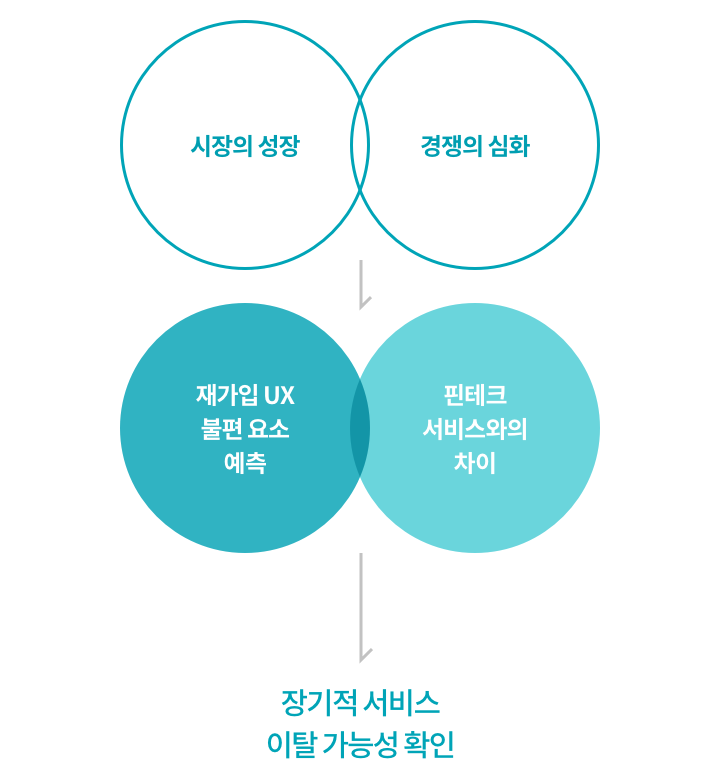 시장의 성장
경쟁의 심화
재가입 UX
불편 요소
예측
핀테크
서비스와의
차이
장기적 서비스
이탈 가능성 확인